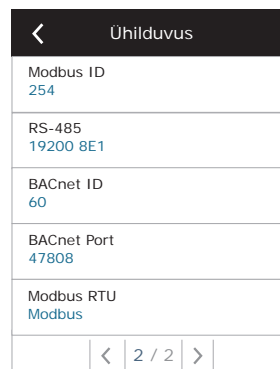 Ühilduvus
Modbus ID
254
RS-485
19200 8E1
BACnet ID
60
BACnet Port
47808
Modbus RTU
Modbus
2 / 2